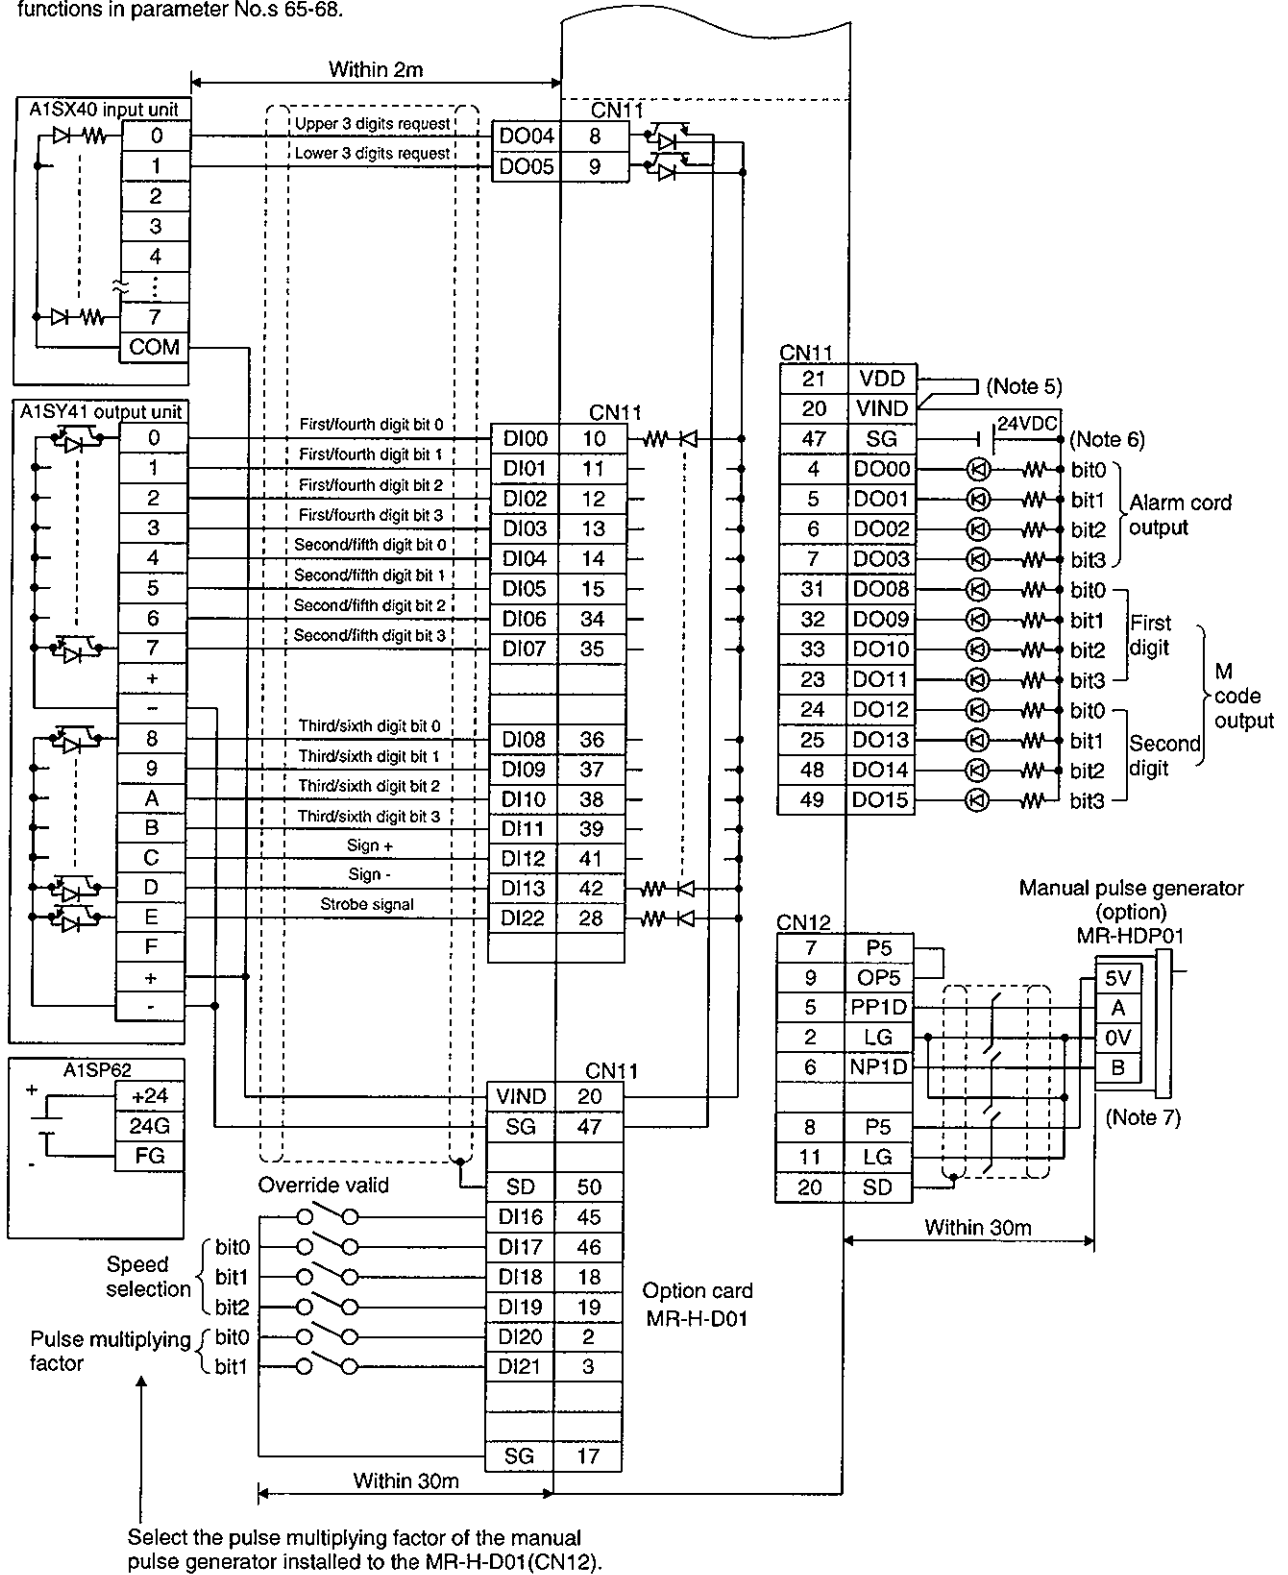 functions in parameter No.s 65-68.
Within 2m
A1SX40 input unit
0
1
2
3
4
7
COM
Upper 3 digits request
Lower 3 digits request
CN11
DO04 8
DO05 9
A1SY41 output unit
0
1
2
3
4
5
6
7
+
-
8
9
A
B
C
D
E
F
+
-
First/fourth digit bit 0
First/fourth digit bit 1
First/fourth digit bit 2
First/fourth digit bit 3
Second/fifth digit bit 0
Second/fifth digit bit 1
Second/fifth digit bit 2
Second/fifth digit bit 3
Third/sixth digit bit 0
Third/sixth digit bit 1
Third/sixth digit bit 2
Third/sixth digit bit 3
Sign +
Sign -
Strobe signal
CN11
DI00 10
DI01 11
DI02 12
DI03 13
DI04 14
DI05 15
DI06 34
DI07 35
DI08 36
DI09 37
DI10 38
DI11 39
DI12 41
DI13 42
DI22 28
A1SP62
+
-
+24
24G
FG
CN11
VIND 20
SG 47
SD 50
DI16 45
DI17 46
DI18 18
DI19 19
DI20 2
DI21 3
SG 17
Override valid
Speed selection
bit0
bit1
bit2
Pulse multiplying factor
bit0
bit1
Within 30m
Select the pulse multiplying factor of the manual
pulse generator installed to the MR-H-D01(CN12).
Option card
MR-H-D01
CN11
21 VDD (Note 5)
20 VIND
24VDC
47 SG (Note 6)
4 DO00 bit0
5 DO01 bit1
6 DO02 bit2
7 DO03 bit3
Alarm cord
output
31 DO08 bit0
32 DO09 bit1
33 DO10 bit2
23 DO11 bit3
First
digit
24 DO12 bit0
25 DO13 bit1
48 DO14 bit2
49 DO15 bit3
Second
digit
M
code
output
Manual pulse generator
(option)
MR-HDP01
CN12
7 P5
9 OP5
5 PP1D
2 LG
6 NP1D
8 P5
11 LG
20 SD
5V
A
0V
B
(Note 7)
Within 30m